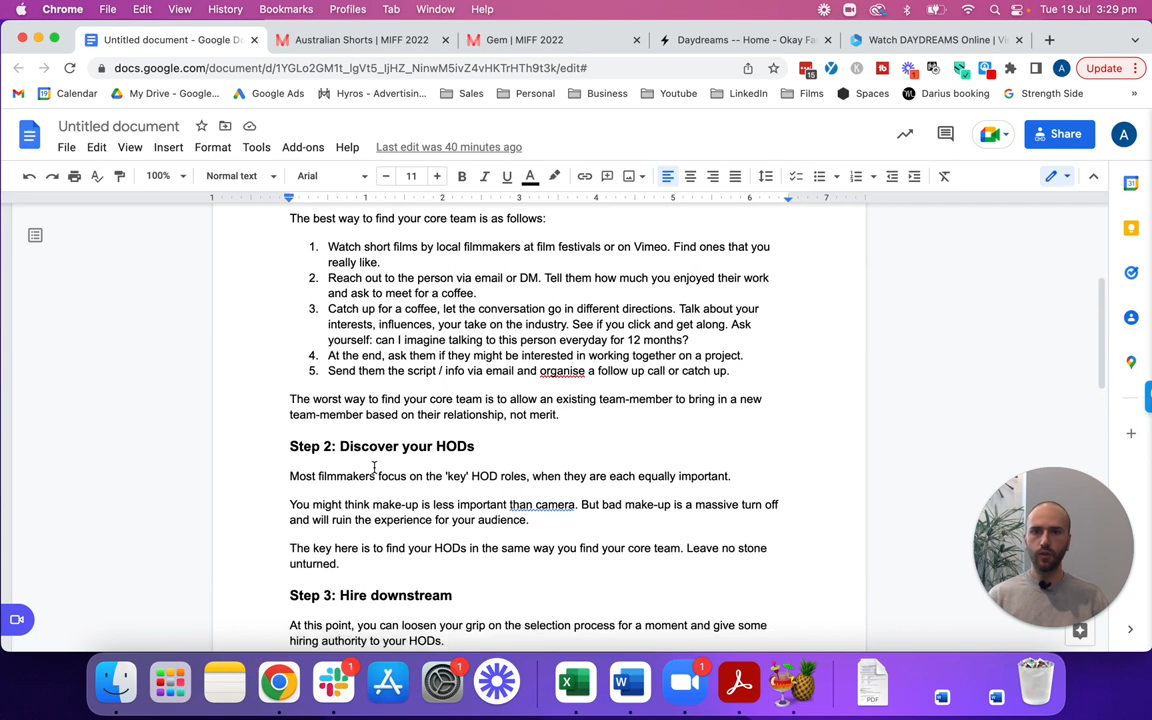 Chrome File Edit View History Bookmarks Profiles Tab Window Help Tue 19 Jul 3:29 pm
Untitled document - Google D Australian Shorts | MIFF 2022 Gem | MIFF 2022 Daydreams -- Home - Okay Fa Watch DAYDREAMS Online | Vi
docs.google.com/document/d/1YGLo2GM1t_lgVt5_ljHZ_NinwM5ivZ4vHKTrHTh9t3k/edit# 15 1 A Update
Calendar My Drive - Google... Google Ads Hyros - Advertisin... Sales Personal Business Youtube LinkedIn Films Spaces Darius booking Strength Side »
Untitled document
File Edit View Insert Format Tools Add-ons Help Last edit was 40 minutes ago Share A
100% Normal text Arial 11 B I U A
1 1 2 3 4 5 6 7
The best way to find your core team is as follows:
1. Watch short films by local filmmakers at film festivals or on Vimeo. Find ones that you
really like.
2. Reach out to the person via email or DM. Tell them how much you enjoyed their work
and ask to meet for a coffee.
3. Catch up for a coffee, let the conversation go in different directions. Talk about your
interests, influences, your take on the industry. See if you click and get along. Ask
yourself: can I imagine talking to this person everyday for 12 months?
4. At the end, ask them if they might be interested in working together on a project.
5. Send them the script / info via email and organise a follow up call or catch up.
The worst way to find your core team is to allow an existing team-member to bring in a new
team-member based on their relationship, not merit.
Step 2: Discover your HODs
Most filmmakers focus on the 'key' HOD roles, when they are each equally important.
You might think make-up is less important than camera. But bad make-up is a massive turn off
and will ruin the experience for your audience.
The key here is to find your HODs in the same way you find your core team. Leave no stone
unturned.
Step 3: Hire downstream
At this point, you can loosen your grip on the selection process for a moment and give some
hiring authority to your HODs.
1 1 1
PDF